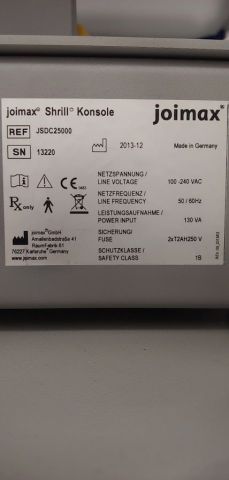 joimax® Shrill® Konsole
joimax®
REF JSDC25000
SN 13220
2013-12
Made in Germany
NETZSPANNUNG /
LINE VOLTAGE 100 -240 VAC
NETZFREQUENZ /
LINE FREQUENCY 50 / 60Hz
LEISTUNGSAUFNAHME /
POWER INPUT 130 VA
SICHERUNG/
FUSE 2xT2AH250 V
SCHUTZKLASSE /
SAFETY CLASS
CE
Rx only
joimax® GmbH
Amalienbadstraße 41
RaumFabrik 61
76227 Karlsruhe Germany
www.joimax.com